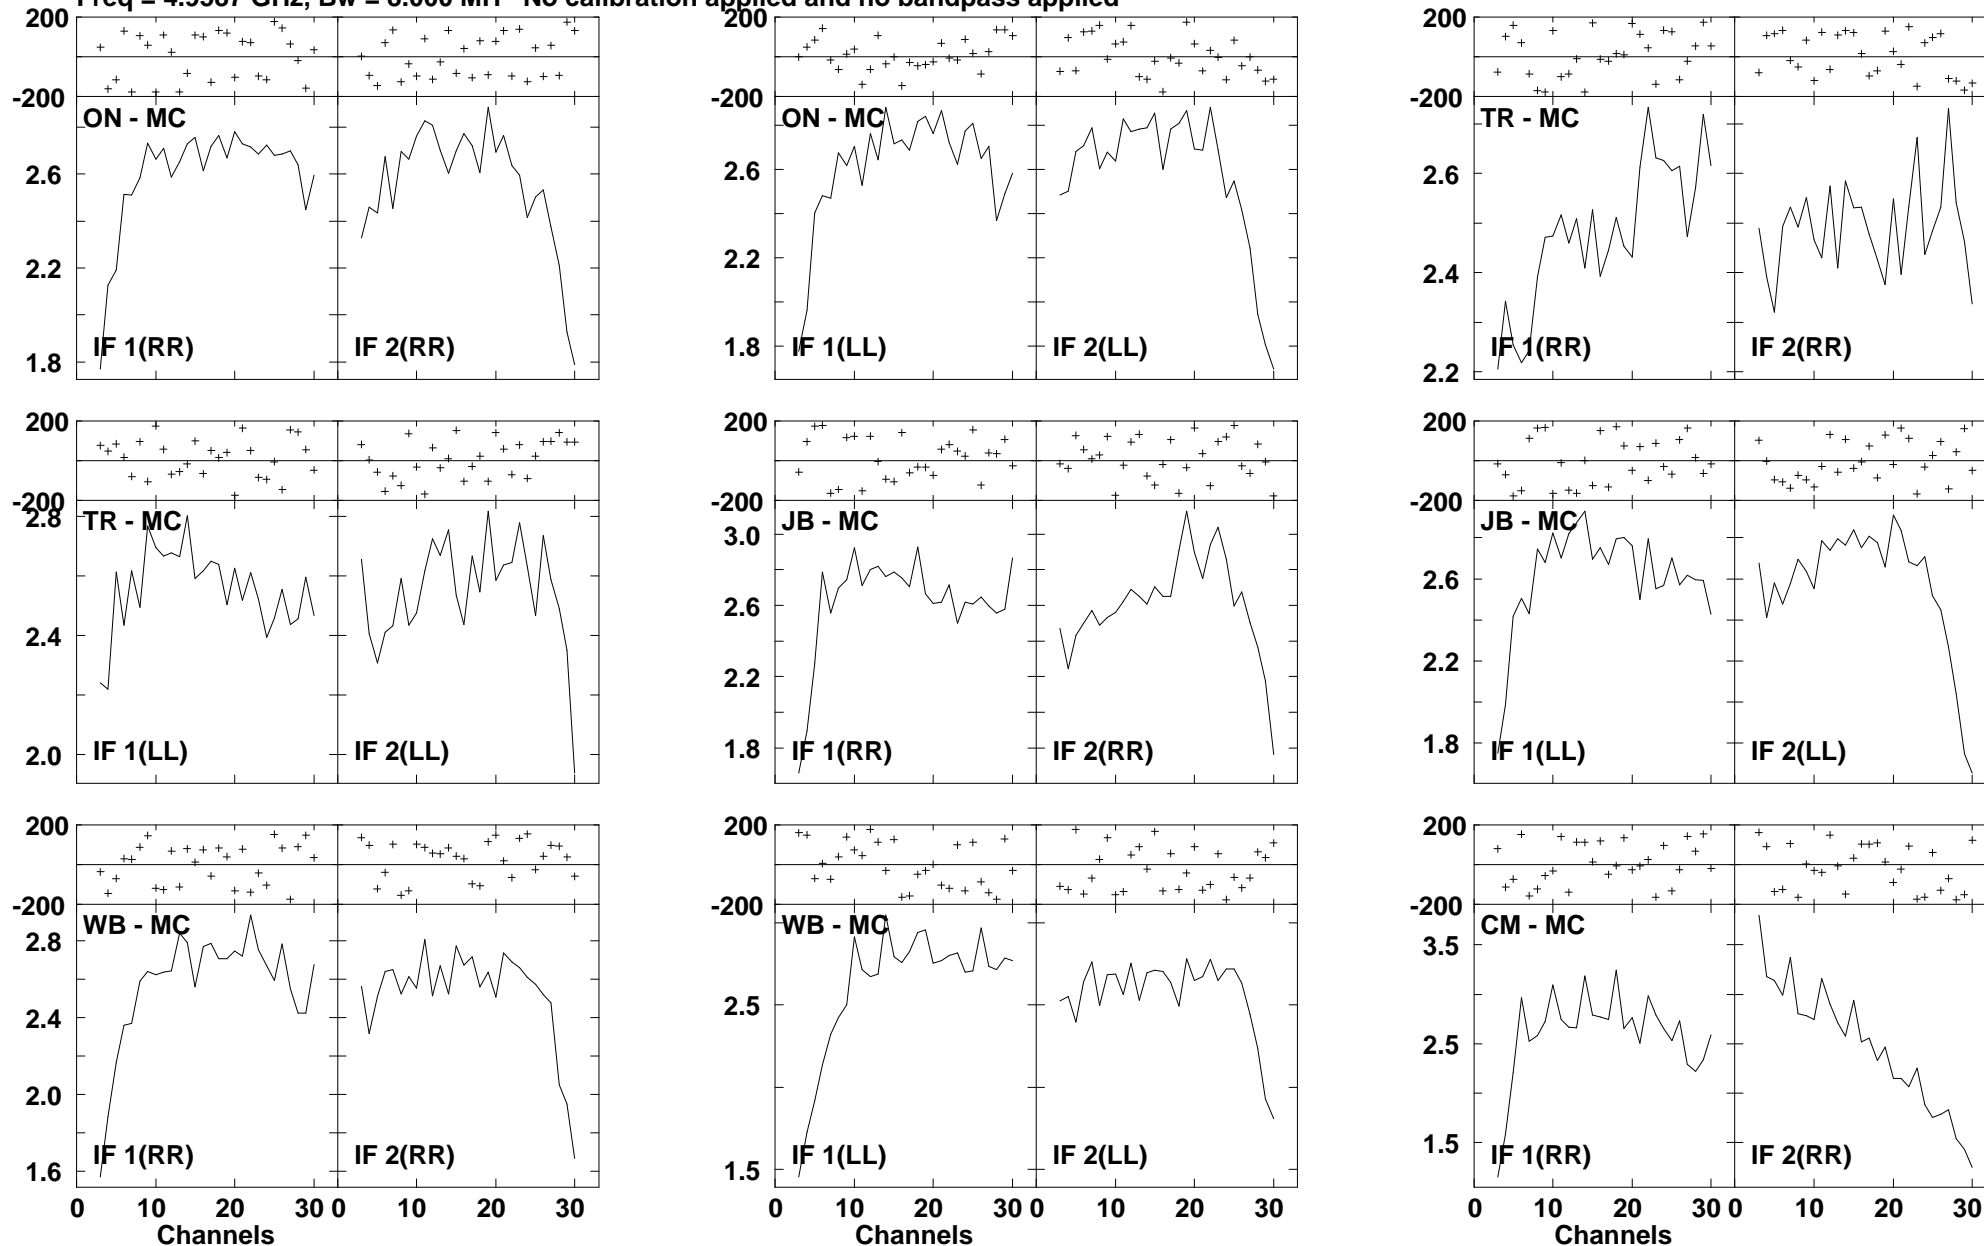 Freq = 4.9587 GHz, Bw = 8.000 MH No calibration applied and no bandpass applied
200
-200
ON - MC
2.6
2.2
1.8
IF 1(RR)
IF 2(RR)
ON - MC
2.6
2.2
1.8
IF 1(LL)
IF 2(LL)
200
-200
TR - MC
2.6
2.4
2.2
IF 1(RR)
IF 2(RR)
200
-200
2.8
TR - MC
2.4
2.0
IF 1(LL)
IF 2(LL)
JB - MC
3.0
2.6
2.2
1.8
IF 1(RR)
IF 2(RR)
200
-200
JB - MC
2.6
2.2
1.8
IF 1(LL)
IF 2(LL)
200
-200
WB - MC
2.8
2.4
2.0
1.6
IF 1(RR)
IF 2(RR)
0 10 20 30 0 10 20 30
Channels
200
-200
WB - MC
2.5
1.5
IF 1(LL)
IF 2(LL)
0 10 20 30 0 10 20 30
Channels
200
-200
CM - MC
3.5
2.5
1.5
IF 1(RR)
IF 2(RR)
0 10 20 30 0 10 20 30
Channels